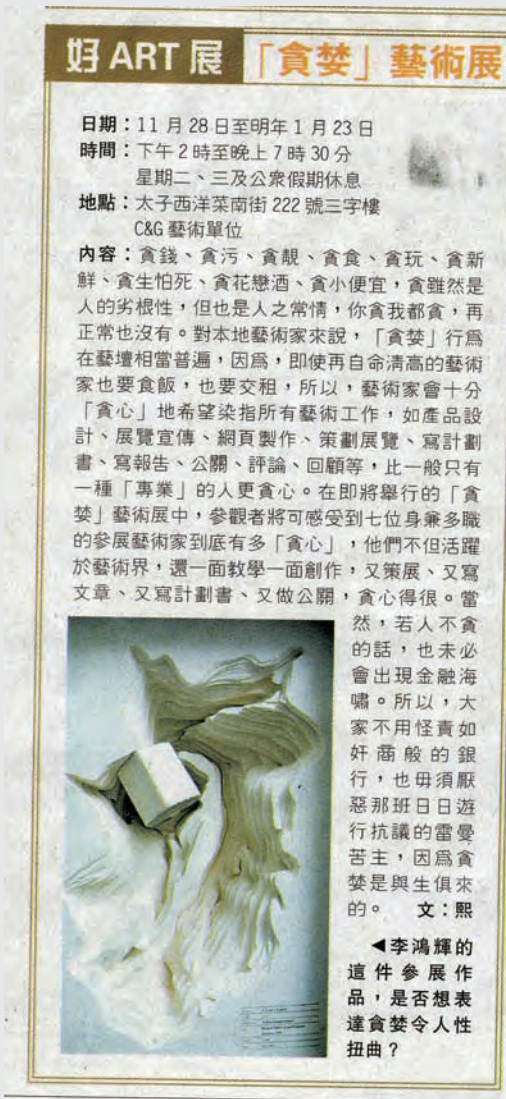 好 ART 展 「貪婪」藝術展
日期：11 月 28 日至明年 1 月 23 日
時間：下午 2 時至晚上 7 時 30 分
星期二、三及公衆假期休息
地點：太子西洋菜南街 222 號三字樓
C&G 藝術單位
內容：貪錢、貪污、貪靚、貪食、貪玩、貪新
鮮、貪生怕死、貪花戀酒、貪小便宜，貪雖然是
人的劣根性，但也是人之常情，你貪我都貪，再
正常也沒有。對本地藝術家來說，「貪婪」行爲
在藝壇相當普遍，因爲，即使再自命清高的藝術
家也要食飯，也要交租，所以，藝術家會十分
「貪心」地希望染指所有藝術工作，如產品設
計、展覽宣傳、網頁製作、策劃展覽、寫計劃
書、寫報告、公關、評論、回顧等，比一般只有
一種「專業」的人更貪心。在即將舉行的「貪
婪」藝術展中，參觀者將可感受到七位身兼多職
的參展藝術家到底有多「貪心」，他們不但活躍
於藝術界，還一面教學一面創作，又策展、又寫
文章、又寫計劃書、又做公關，貪心得很。當
然，若人不貪
的話，也未必
會出現金融海
嘯。所以，大
家不用怪責如
奸商般的銀
行，也毋須厭
惡那班日日遊
行抗議的雷曼
苦主，因爲貪
婪是與生俱來
的。 文：熙
◀李鴻輝的
這件參展作
品，是否想表
達貪婪令人性
扭曲？